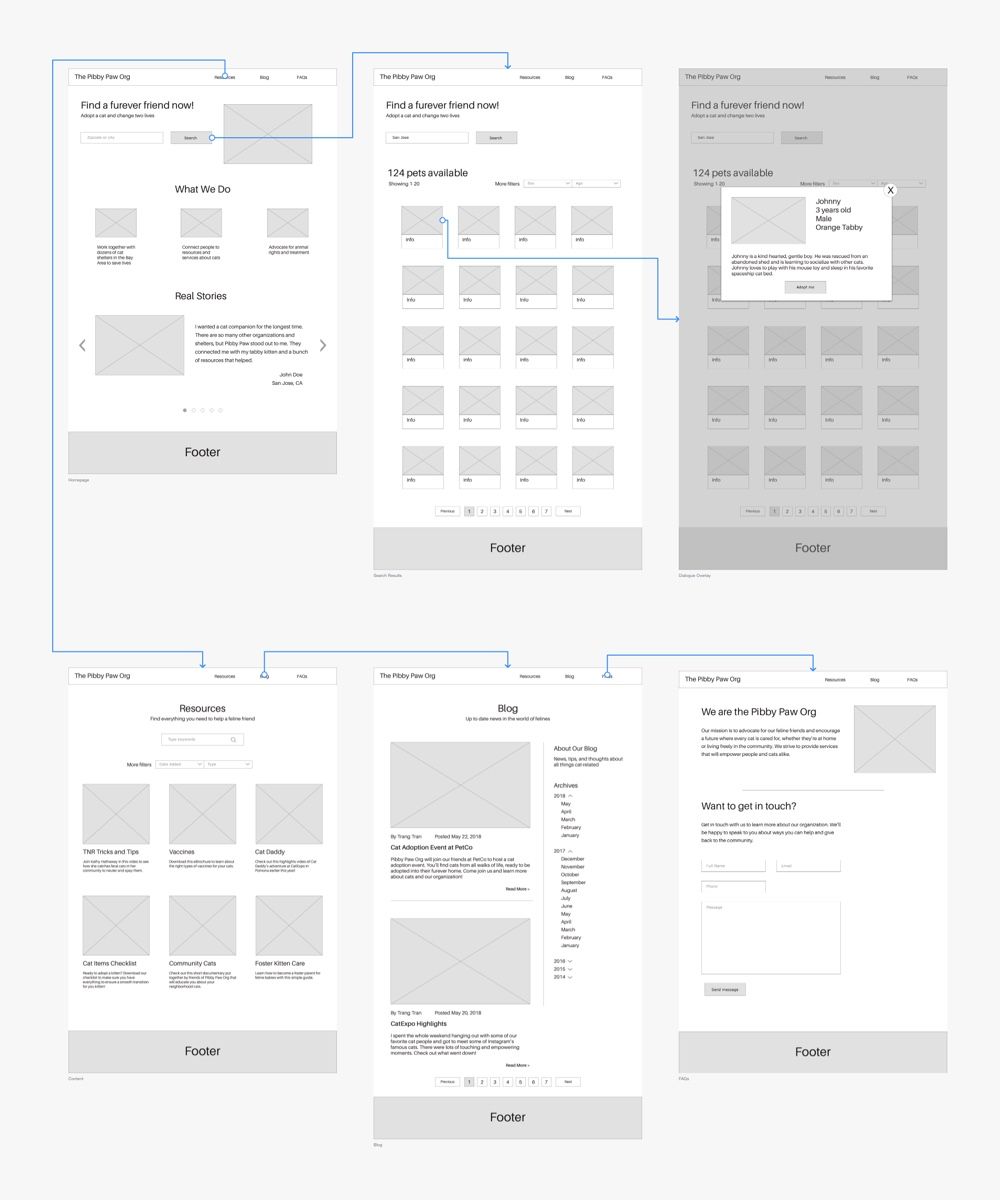 The Pibby Paw Org
Resources Blog FAQs
Find a furever friend now!
Adopt a cat and change two lives
Search
What We Do
Work together with
dozens of cat
shelters in the Bay
Area to save lives
Connect people to
resources and
services about cats
Advocate for animal
rights and treatment
Real Stories
I wanted a cat companion for the longest time.
There are so many other organizations and
shelters, but Pibby Paw stood out to me. They
connected me with my tabby kitten and a bunch
of resources that helped.
John Doe
San Jose, CA
Footer
Homepage
The Pibby Paw Org
Resources Blog FAQs
Find a furever friend now!
Adopt a cat and change two lives
San Jose
Search
124 pets available
Showing 1-20
More filters
Age
Info Info Info Info
Info Info Info Info
Info Info Info Info
Info Info Info Info
Info Info Info Info
Previous 1 2 3 4 5 6 7 Next
Footer
Search Results
The Pibby Paw Org
Resources Blog FAQs
Find a furever friend now!
Adopt a cat and change two lives
San Jose
Search
124 pets available
Showing 1-20
More filters
X
Johnny
3 years old
Male
Orange Tabby
Johnny is a kind hearted, gentle boy. He was rescued from an
abandoned shed and is learning to socialise with other cats.
Johnny loves to play with his mouse toy and sleep in his favorite
spaceship cat bed.
Adopt me
Info Info Info Info
Info Info Info Info
Info Info Info Info
Previous 1 2 3 4 5 6 7 Next
Footer
Dialogue Overlay
The Pibby Paw Org
Resources Blog FAQs
Resources
Find everything you need to help a feline friend
Type keywords
More filters
Date Added
Type
TNR Tricks and Tips
Join Kathy Hathaway in this video to see
how she catches feral cats in her
community to neuter and spay them.
Vaccines
Download this eBrochure to learn about
the right types of vaccines for your cats.
Cat Daddy
Check out this highlights video of Cat
Daddy's adventure at CatExpo in
Pomona earlier this year!
Cat Items Checklist
Ready to adopt a kitten? Download our
checklist to make sure you have
everything to ensure a smooth transition
for you kitten!
Community Cats
Check out this short documentary put
together by friends of Pibby Paw Org that
will educate you about your
neighborhood cats.
Foster Kitten Care
Learn how to become a foster parent for
feline babies with this simple guide.
Footer
Content
The Pibby Paw Org
Resources Blog FAQs
Blog
Up to date news in the world of felines
By Trang Tran Posted May 22, 2018
Cat Adoption Event at PetCo
Pibby Paw Org will join our friends at PetCo to host a cat
adoption event. You'll find cats from all walks of life, ready to be
adopted into their furever home. Come join us and learn more
about cats and our organization!
Read More »
By Trang Tran Posted May 20, 2018
CatExpo Highlights
I spent the whole weekend hanging out with some of our
favorite cat people and got to meet some of Instagram's
famous cats. There were lots of touching and empowering
moments. Check out what went down!
Read More »
About Our Blog
News, tips, and thoughts about
all things cat-related
Archives
2018
May
April
March
February
January
2017
December
November
October
September
August
July
June
May
April
March
February
January
2016
2015
2014
Previous 1 2 3 4 5 6 7 Next
Footer
Blog
The Pibby Paw Org
Resources Blog FAQs
We are the Pibby Paw Org
Our mission is to advocate for our feline friends and encourage
a future where every cat is cared for, whether they're at home
or living freely in the community. We strive to provide services
that will empower people and cats alike.
Want to get in touch?
Get in touch with us to learn more about our organization. We'll
be happy to speak to you about ways you can help and give
back to the community.
Full Name
Email
Phone
Message
Send message
Footer
FAQs